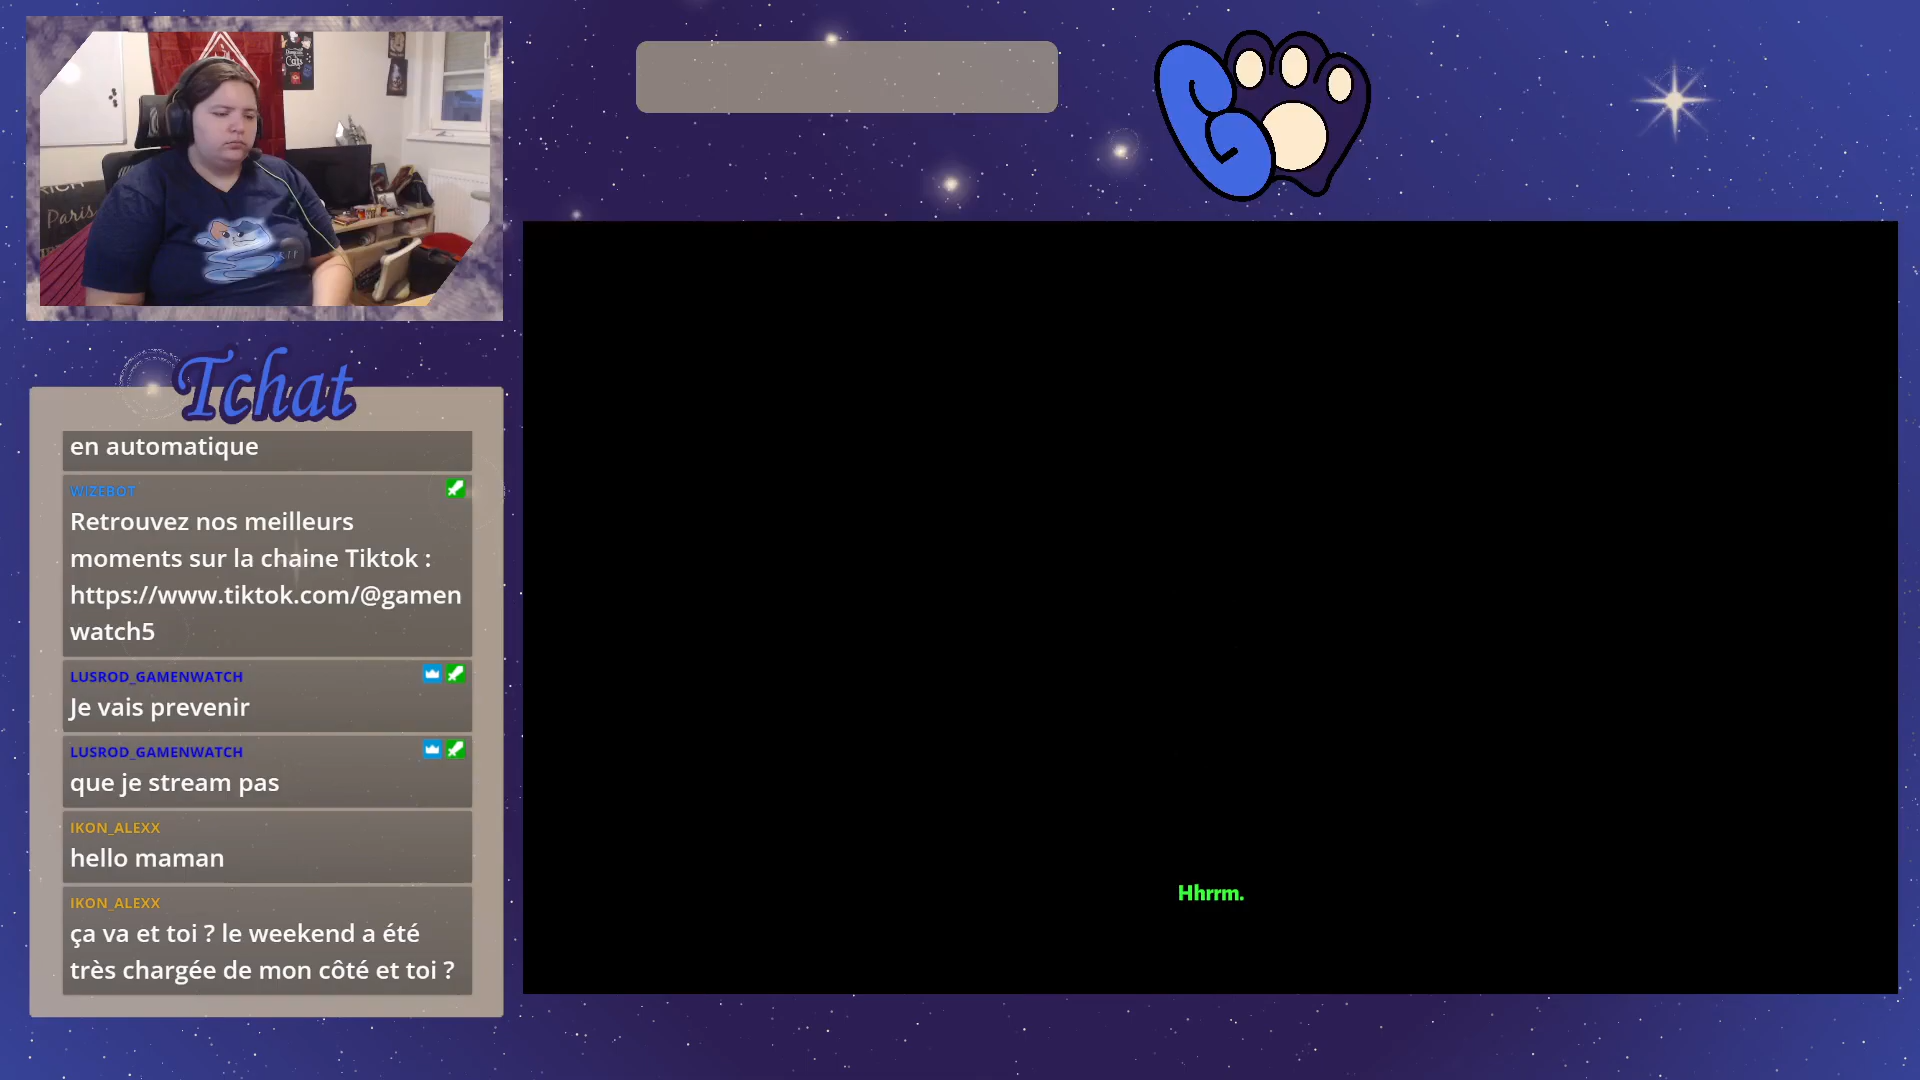 RICH
Paris
Tchat
en automatique
WIZEBOT
Retrouvez nos meilleurs
moments sur la chaine Tiktok :
https://www.tiktok.com/@gamen
watch5
LUSROD_GAMENWATCH
Je vais prevenir
LUSROD_GAMENWATCH
que je stream pas
IKON_ALEXX
hello maman
IKON_ALEXX
ça va et toi ? le weekend a été
très chargée de mon côté et toi ?
Hhrrm.